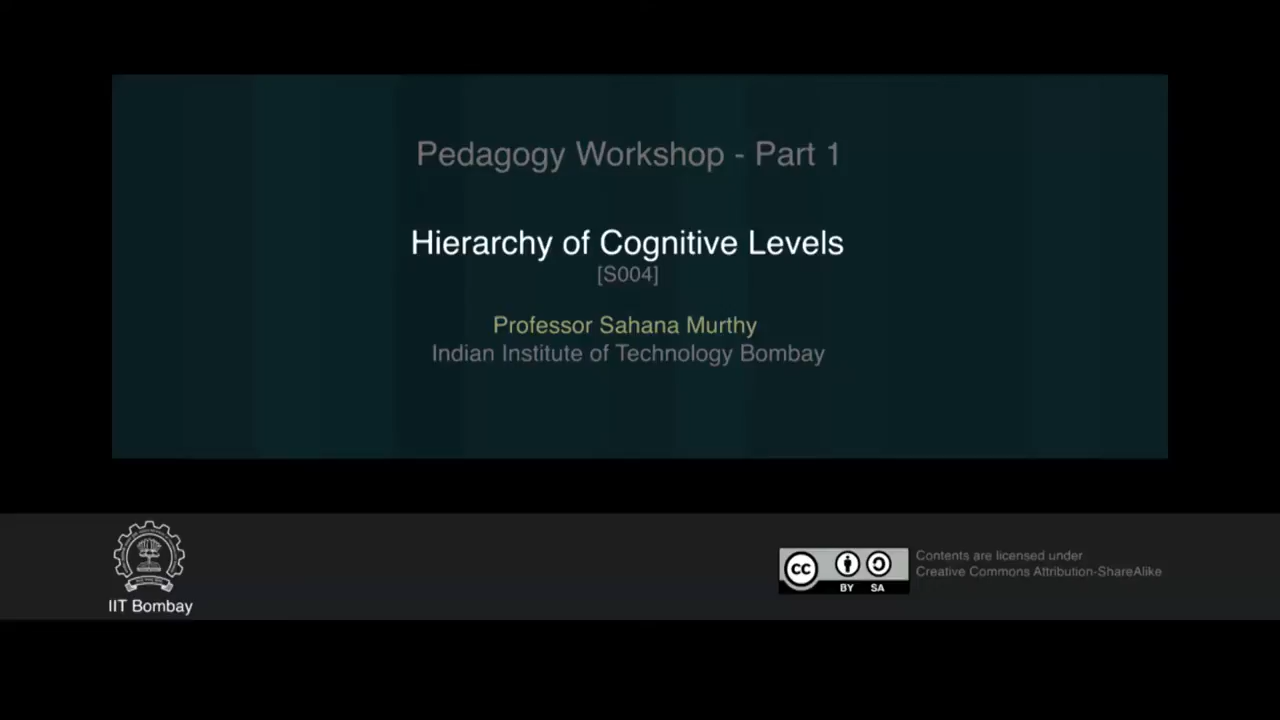 Pedagogy Workshop - Part 1
Hierarchy of Cognitive Levels
[S004]
Professor Sahana Murthy
Indian Institute of Technology Bombay
IIT Bombay
cc
BY SA
Contents are licensed under
Creative Commons Attribution-ShareAlike